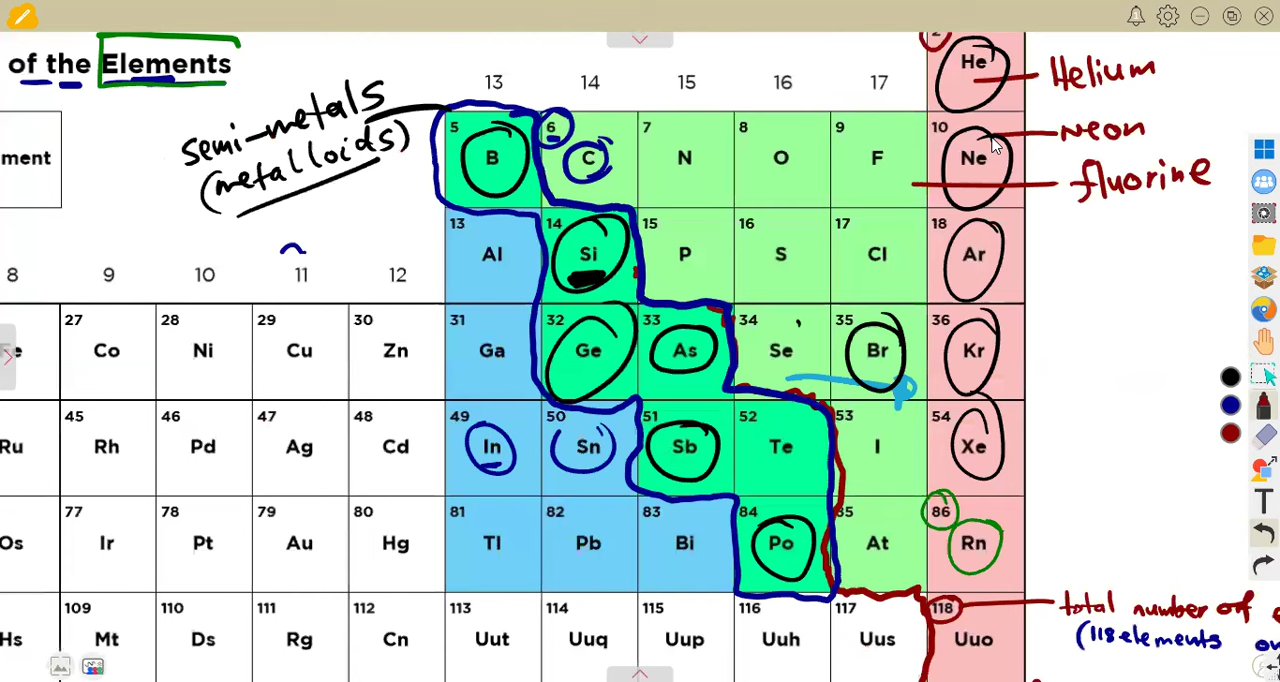 of the Elements
2
He
Helium
13 14 15 16 17
semi-metals
(metalloids)
ment
5 6 7 8 9 10
B C N O F Ne
neon
fluorine
13 14 15 16 17 18
Al Si P S Cl Ar
8 9 10 11 12
27 28 29 30 31 32 33 34 35 36
Fe Co Ni Cu Zn Ga Ge As Se Br Kr
45 46 47 48 49 50 51 52 53 54
Ru Rh Pd Ag Cd In Sn Sb Te I Xe
77 78 79 80 81 82 83 84 85 86
Os Ir Pt Au Hg Tl Pb Bi Po At Rn
109 110 111 112 113 114 115 116 117 118
Hs Mt Ds Rg Cn Uut Uuq Uup Uuh Uus Uuo
total number of
(118 elements
T